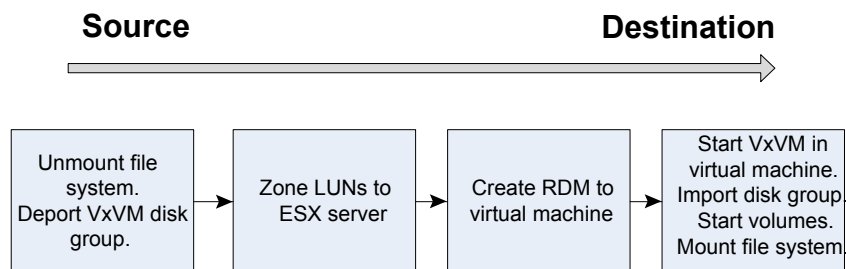 Source
Destination
Unmount file
system.
Deport VxVM disk
group.
Zone LUNs to
ESX server
Create RDM to
virtual machine
Start VxVM in
virtual machine.
Import disk group.
Start volumes.
Mount file system.